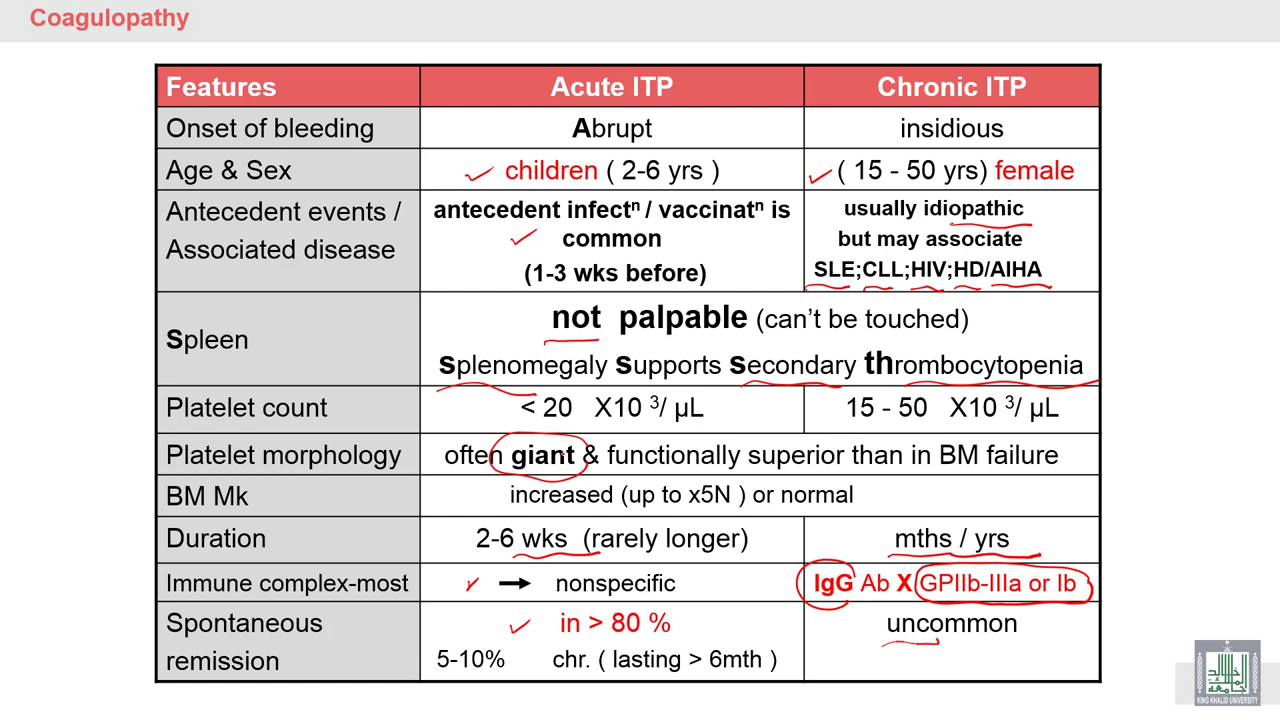 Coagulopathy
Features Acute ITP Chronic ITP
Onset of bleeding Abrupt insidious
Age & Sex children ( 2-6 yrs ) ( 15 - 50 yrs) female
Antecedent events /
Associated disease
antecedent infectⁿ / vaccinatⁿ is
common
(1-3 wks before)
usually idiopathic
but may associate
SLE;CLL;HIV;HD/AIHA
Spleen
not palpable (can't be touched)
splenomegaly supports secondary thrombocytopenia
Platelet count < 20 X10 ³/ µL 15 - 50 X10 ³/ µL
Platelet morphology often giant & functionally superior than in BM failure
BM Mk increased (up to x5N ) or normal
Duration 2-6 wks (rarely longer) mths / yrs
Immune complex-most → nonspecific IgG Ab X GPIIb-IIIa or Ib
Spontaneous
remission
in > 80 %
5-10% chr. ( lasting > 6mth )
uncommon
KING KHALID UNIVERSITY